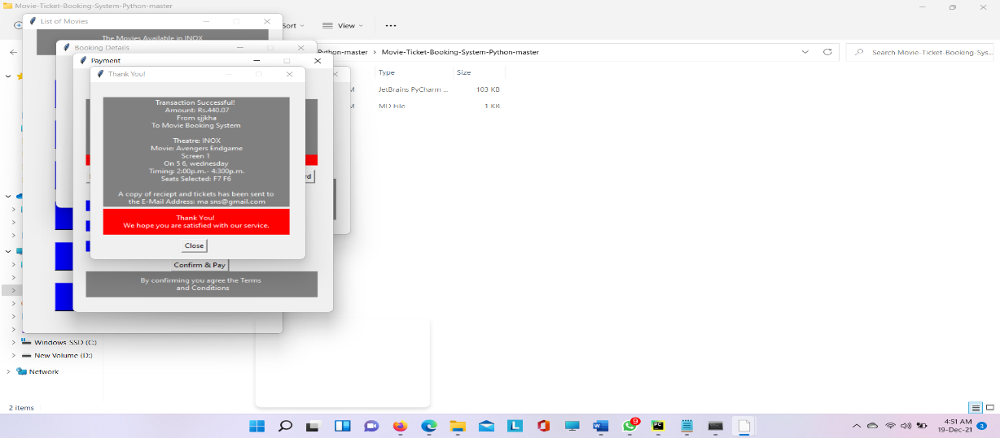 Movie-Ticket-Booking-System-Python-master
List of Movies
Sort
View
The Movies Available in INOX
Booking Details
Python-master > Movie-Ticket-Booking-System-Python-master
Search Movie-Ticket-Booking-Sys...
Payment
Thank You!
Type
Size
M
JetBrains PyCharm ...
103 KB
M
MD File
1 KB
Transaction Successful!
Amount: Rs.440.07
From sjjkha
To Movie Booking System
Theatre: INOX
Movie: Avengers Endgame
Screen 1
On 5 6, wednesday
Timing: 2:00p.m.- 4:300p.m.
Seats Selected: F7 F6
rd
A copy of reciept and tickets has been sent to
the E-Mail Address: ma sns@gmail.com
Thank You!
We hope you are satisfied with our service.
Close
Confirm & Pay
By confirming you agree the Terms
and Conditions
Windows-SSD (C:)
New Volume (D:)
Network
2 items
4:51 AM
19-Dec-21
9
3